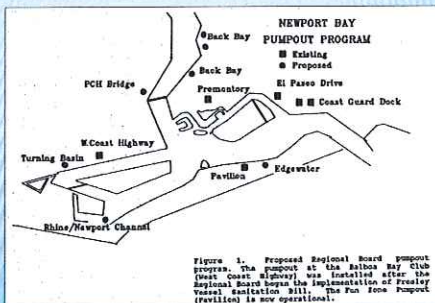 NEWPORT BAY
PUMPOUT PROGRAM
■ Existing
● Proposed
Back Bay
Back Bay
PCH Bridge
Promontory
El Paseo Drive
Coast Guard Dock
W.Coast Highway
Turning Basin
Pavilion
Edgewater
Rhine/Newport Channel
Figure 1. Proposed Regional Board pumpout
program. The pumpout at the Balboa Bay Club
(West Coast Highway) was installed after the
Regional Board began the implementation of Presley
Vessel Sanitation Bill. The Fun Zone Pumpout
(Pavilion) is now operational.